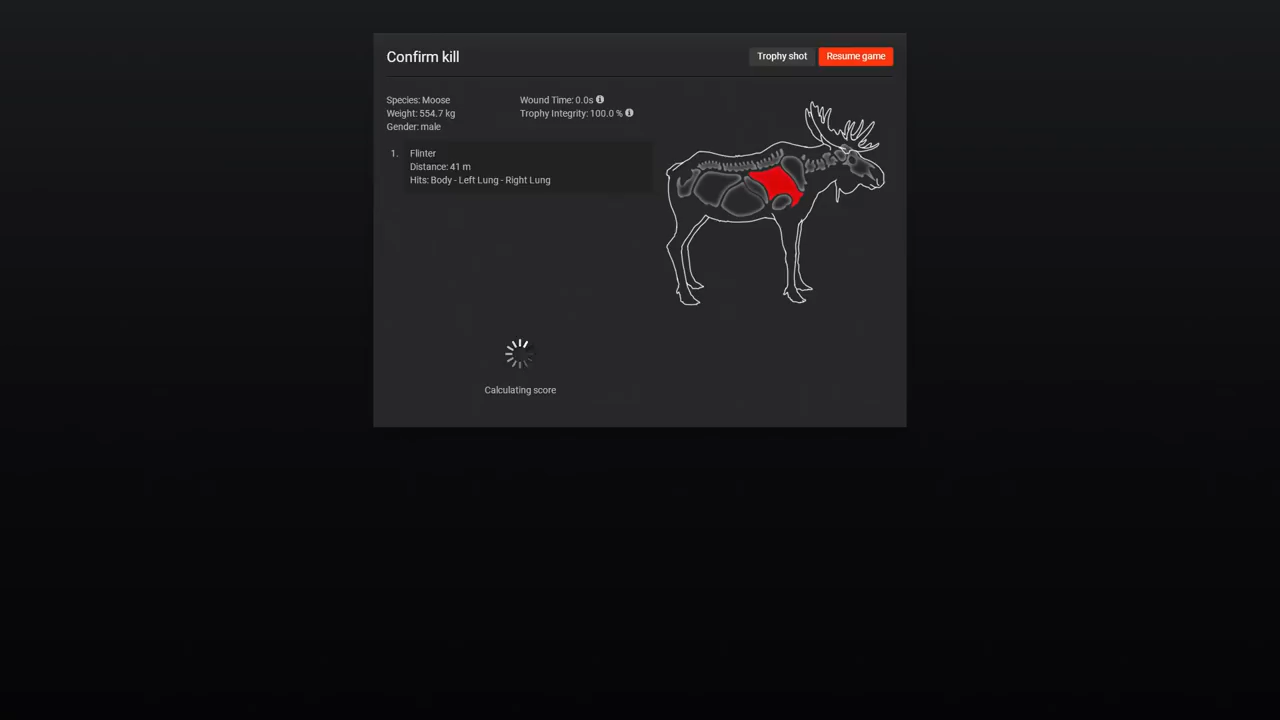 Confirm kill
Trophy shot
Resume game
Species: Moose
Weight: 554.7 kg
Gender: male
Wound Time: 0.0s
Trophy Integrity: 100.0 %
1.
Flinter
Distance: 41 m
Hits: Body - Left Lung - Right Lung
Calculating score